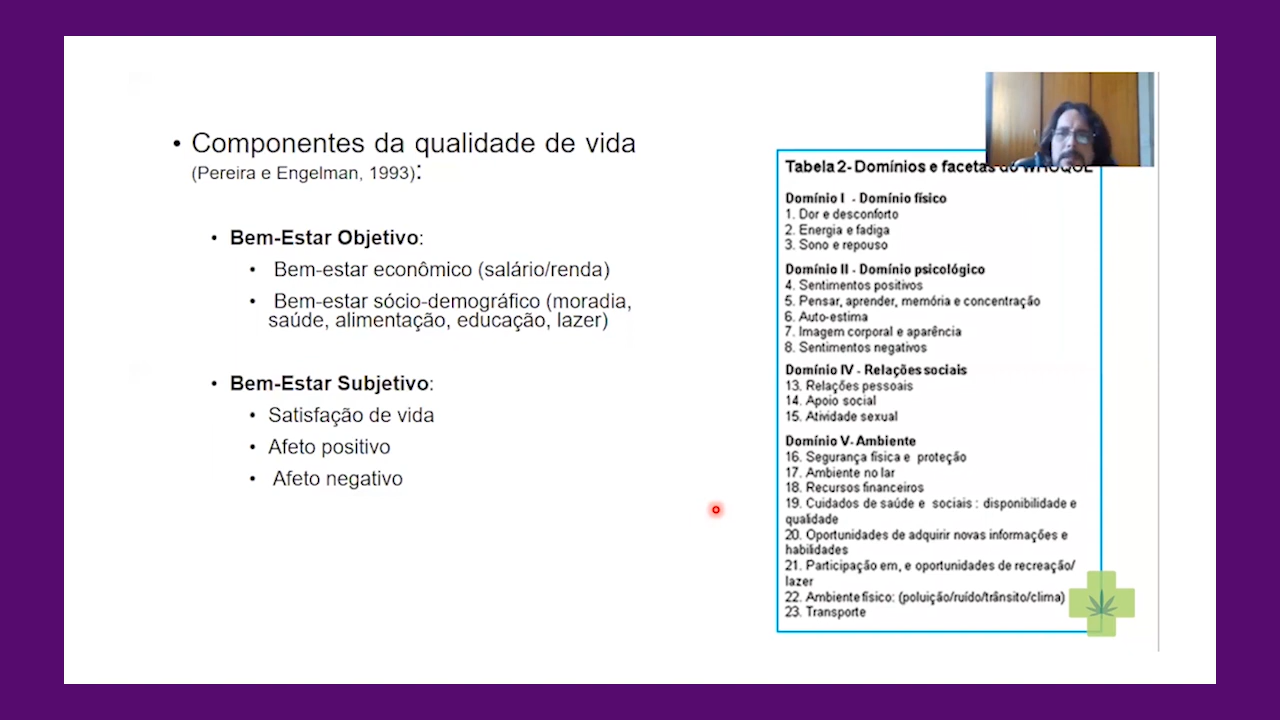 • Componentes da qualidade de vida
(Pereira e Engelman, 1993):
• Bem-Estar Objetivo:
• Bem-estar econômico (salário/renda)
• Bem-estar sócio-demográfico (moradia,
saúde, alimentação, educação, lazer)
• Bem-Estar Subjetivo:
• Satisfação de vida
• Afeto positivo
• Afeto negativo
Tabela 2- Domínios e facetas do
Domínio I - Domínio físico
1. Dor e desconforto
2. Energia e fadiga
3. Sono e repouso
Domínio II - Domínio psicológico
4. Sentimentos positivos
5. Pensar, aprender, memória e concentração
6. Auto-estima
7. Imagem corporal e aparência
8. Sentimentos negativos
Domínio IV - Relações sociais
13. Relações pessoais
14. Apoio social
15. Atividade sexual
Domínio V- Ambiente
16. Segurança física e proteção
17. Ambiente no lar
18. Recursos financeiros
19. Cuidados de saúde e sociais : disponibilidade e
qualidade
20. Oportunidades de adquirir novas informações e
habilidades
21. Participação em, e oportunidades de recreação/
lazer
22. Ambiente físico: (poluição/ruído/trânsito/clima)
23. Transporte